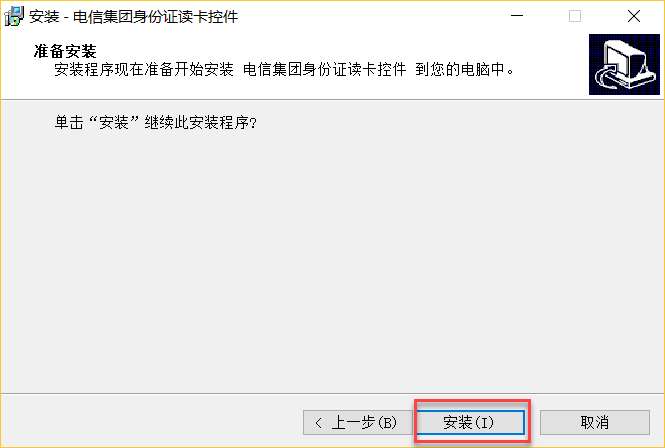 安装 - 电信集团身份证读卡控件
准备安装
安装程序现在准备开始安装 电信集团身份证读卡控件 到您的电脑中。
单击“安装”继续此安装程序?
< 上一步(B) 安装(I) 取消